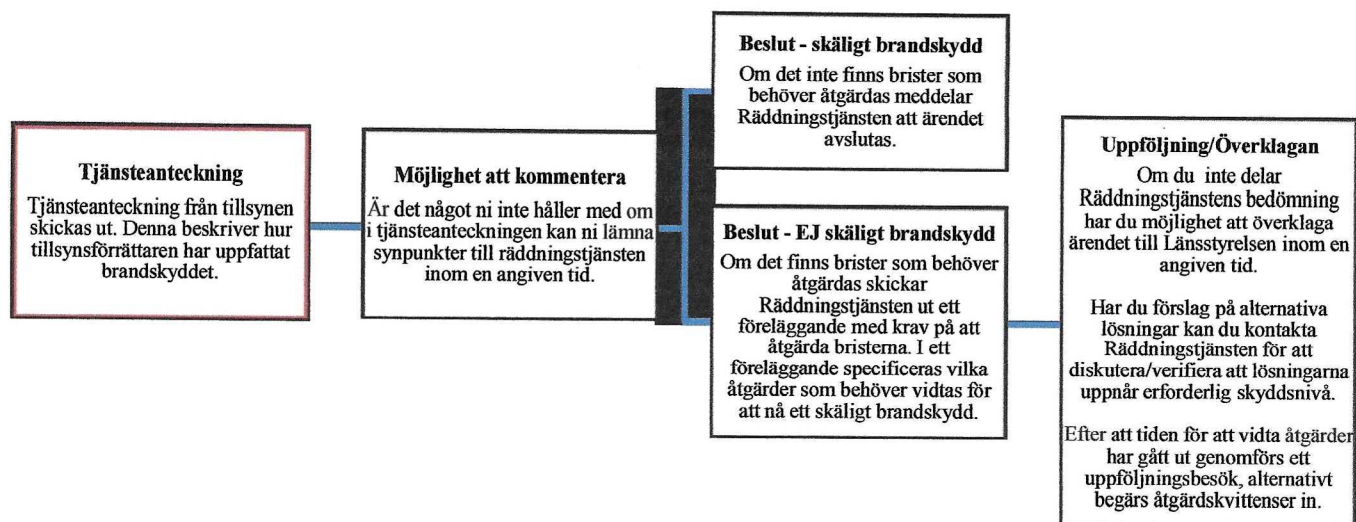 Tjänsteanteckning
Tjänsteanteckning från tillsynen
skickas ut. Denna beskriver hur
tillsynsförrättaren har uppfattat
brandskyddet.
Möjlighet att kommentera
Är det något ni inte håller med om
i tjänsteanteckningen kan ni lämna
synpunkter till räddningstjänsten
inom en angiven tid.
Beslut - skäligt brandskydd
Om det inte finns brister som
behöver åtgärdas meddelar
Räddningstjänsten att ärendet
avslutas.
Beslut - EJ skäligt brandskydd
Om det finns brister som behöver
åtgärdas skickar
Räddningstjänsten ut ett
föreläggande med krav på att
åtgärda bristerna. I ett
föreläggande specificeras vilka
åtgärder som behöver vidtas för
att nå ett skäligt brandskydd.
Uppföljning/Överklagan
Om du inte delar
Räddningstjänstens bedömning
har du möjlighet att överklaga
ärendet till Länsstyrelsen inom en
angiven tid.
Har du förslag på alternativa
lösningar kan du kontakta
Räddningstjänsten för att
diskutera/verifiera att lösningarna
uppnår erforderlig skyddsnivå.
Efter att tiden för att vidta åtgärder
har gått ut genomförs ett
uppföljningsbesök, alternativt
begärs åtgärdskvittenser in.